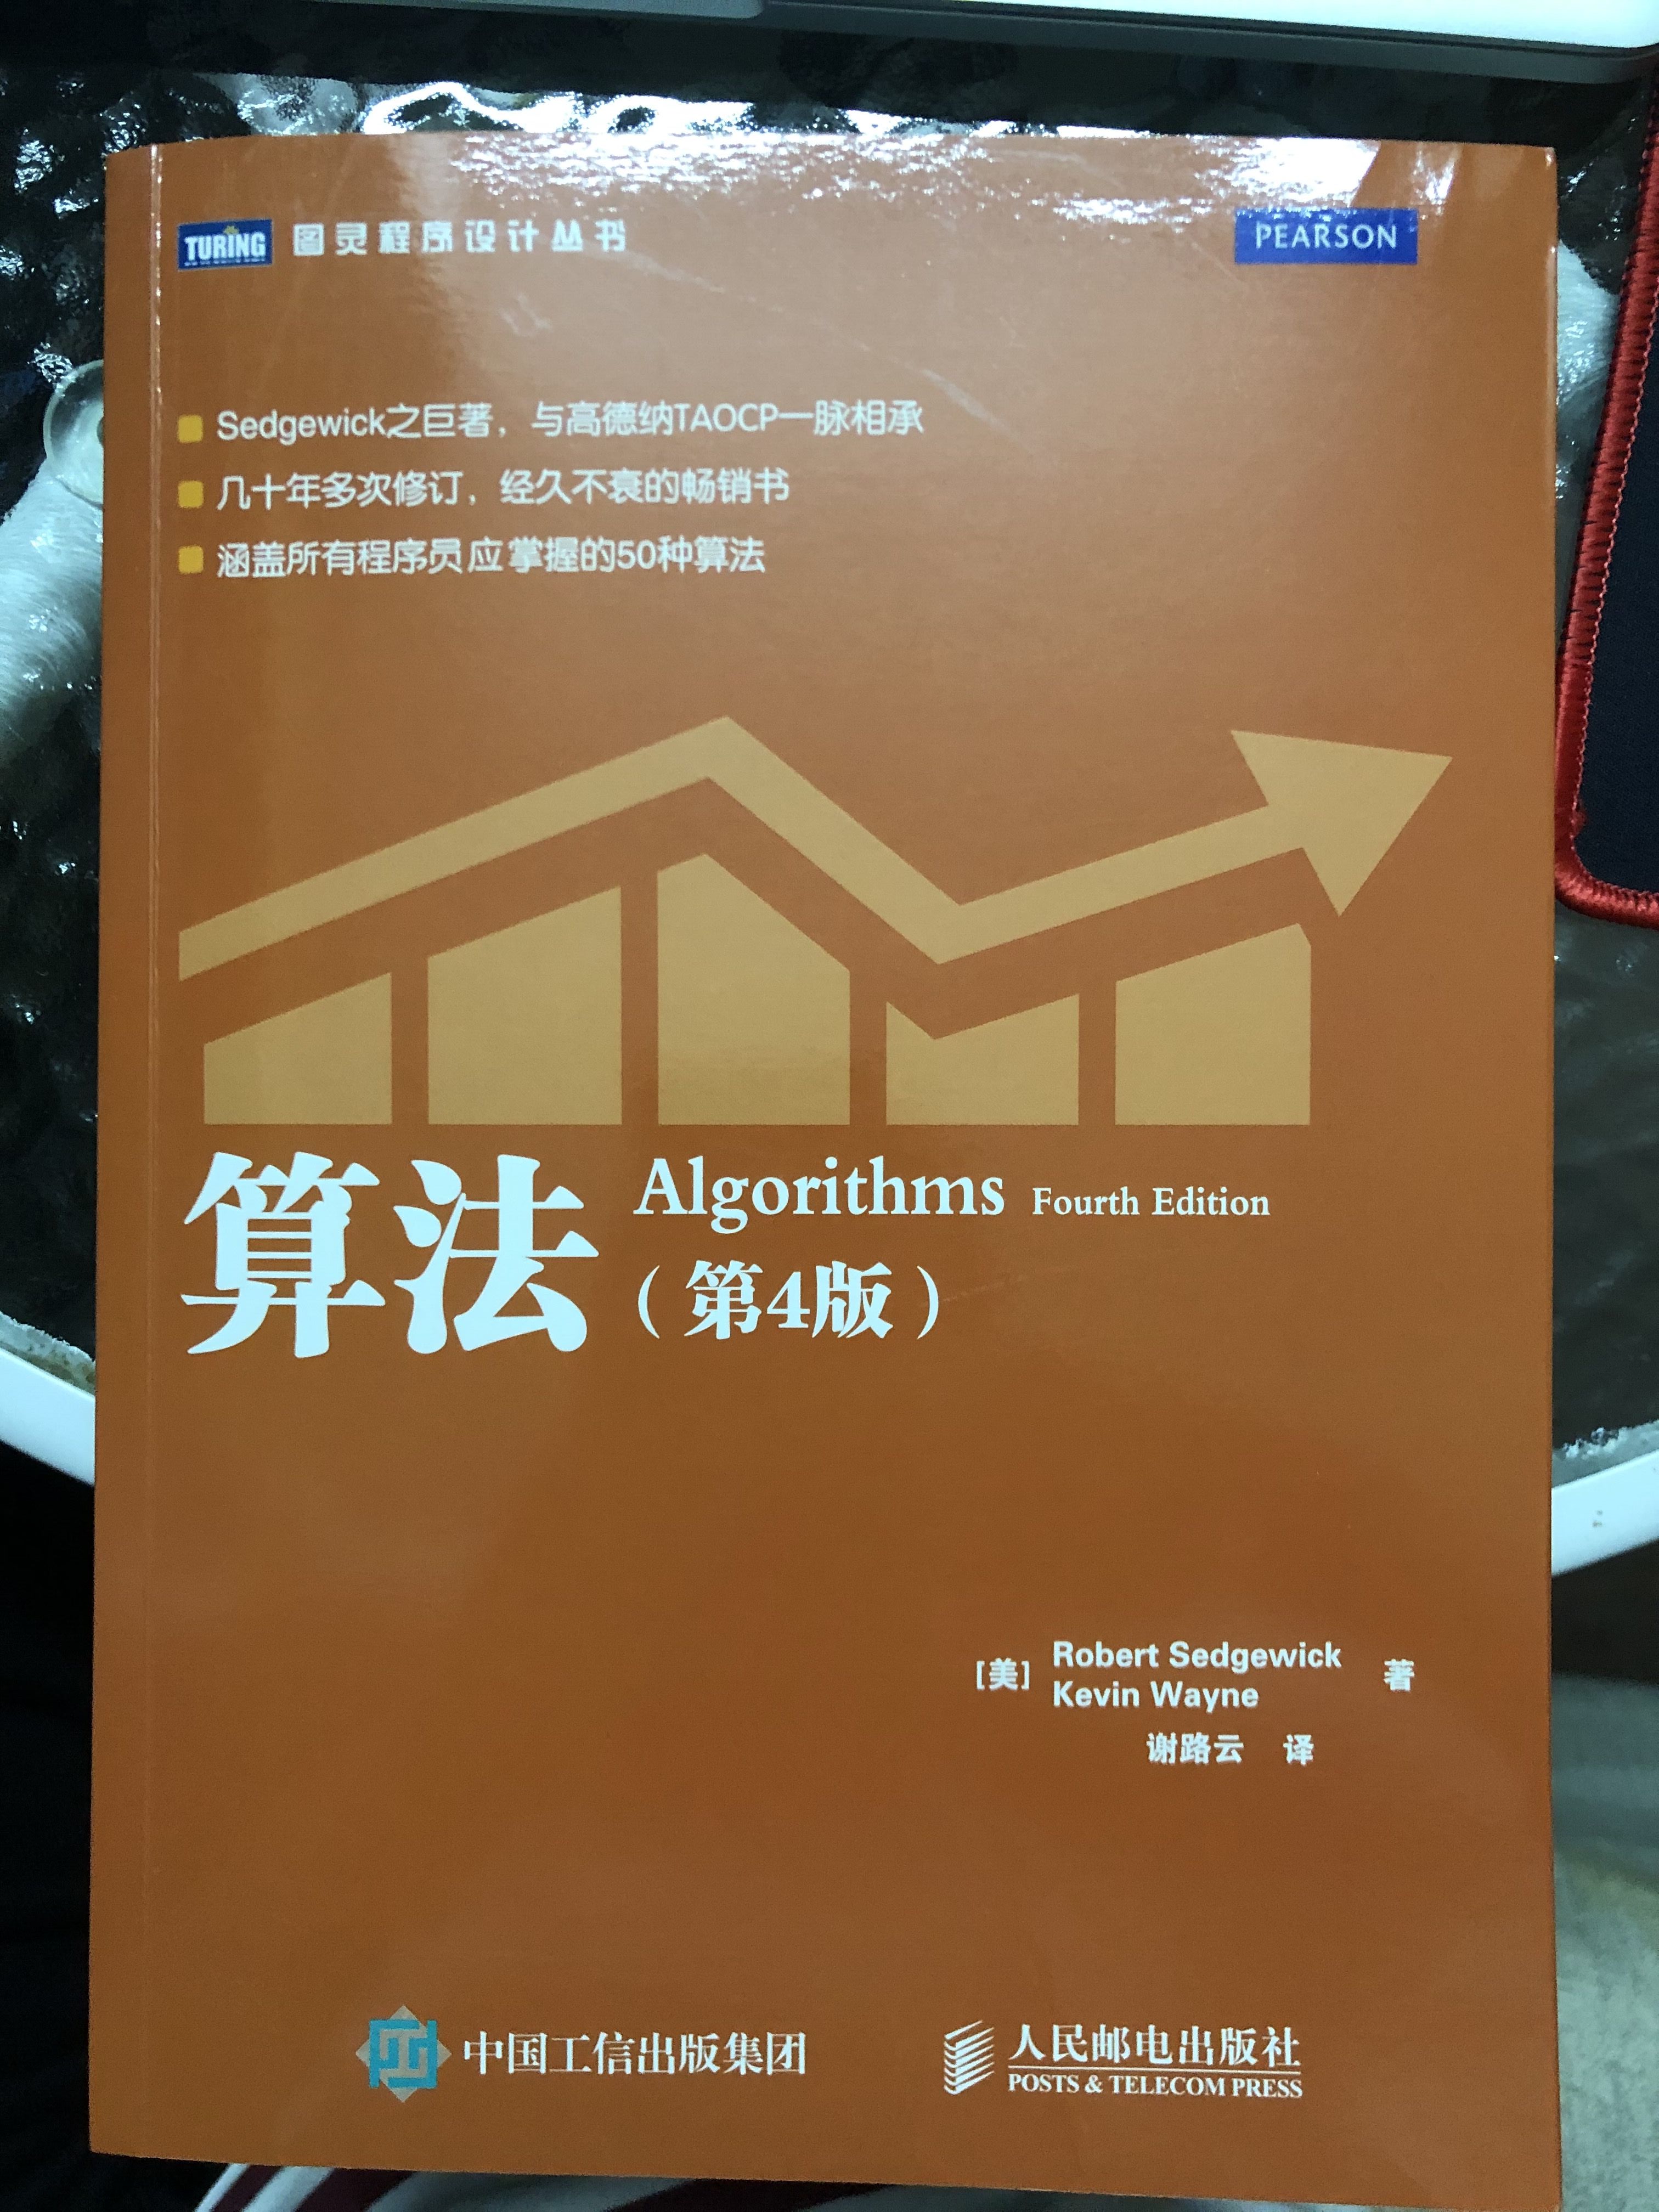 TURING 图灵程序设计丛书
PEARSON
Sedgewick之巨著，与高德纳TAOCP一脉相承
几十年多次修订，经久不衰的畅销书
涵盖所有程序员应掌握的50种算法
算法 Algorithms Fourth Edition
（第4版）
[美] Robert Sedgewick
Kevin Wayne 著
谢路云 译
中国工信出版集团
人民邮电出版社
POSTS & TELECOM PRESS